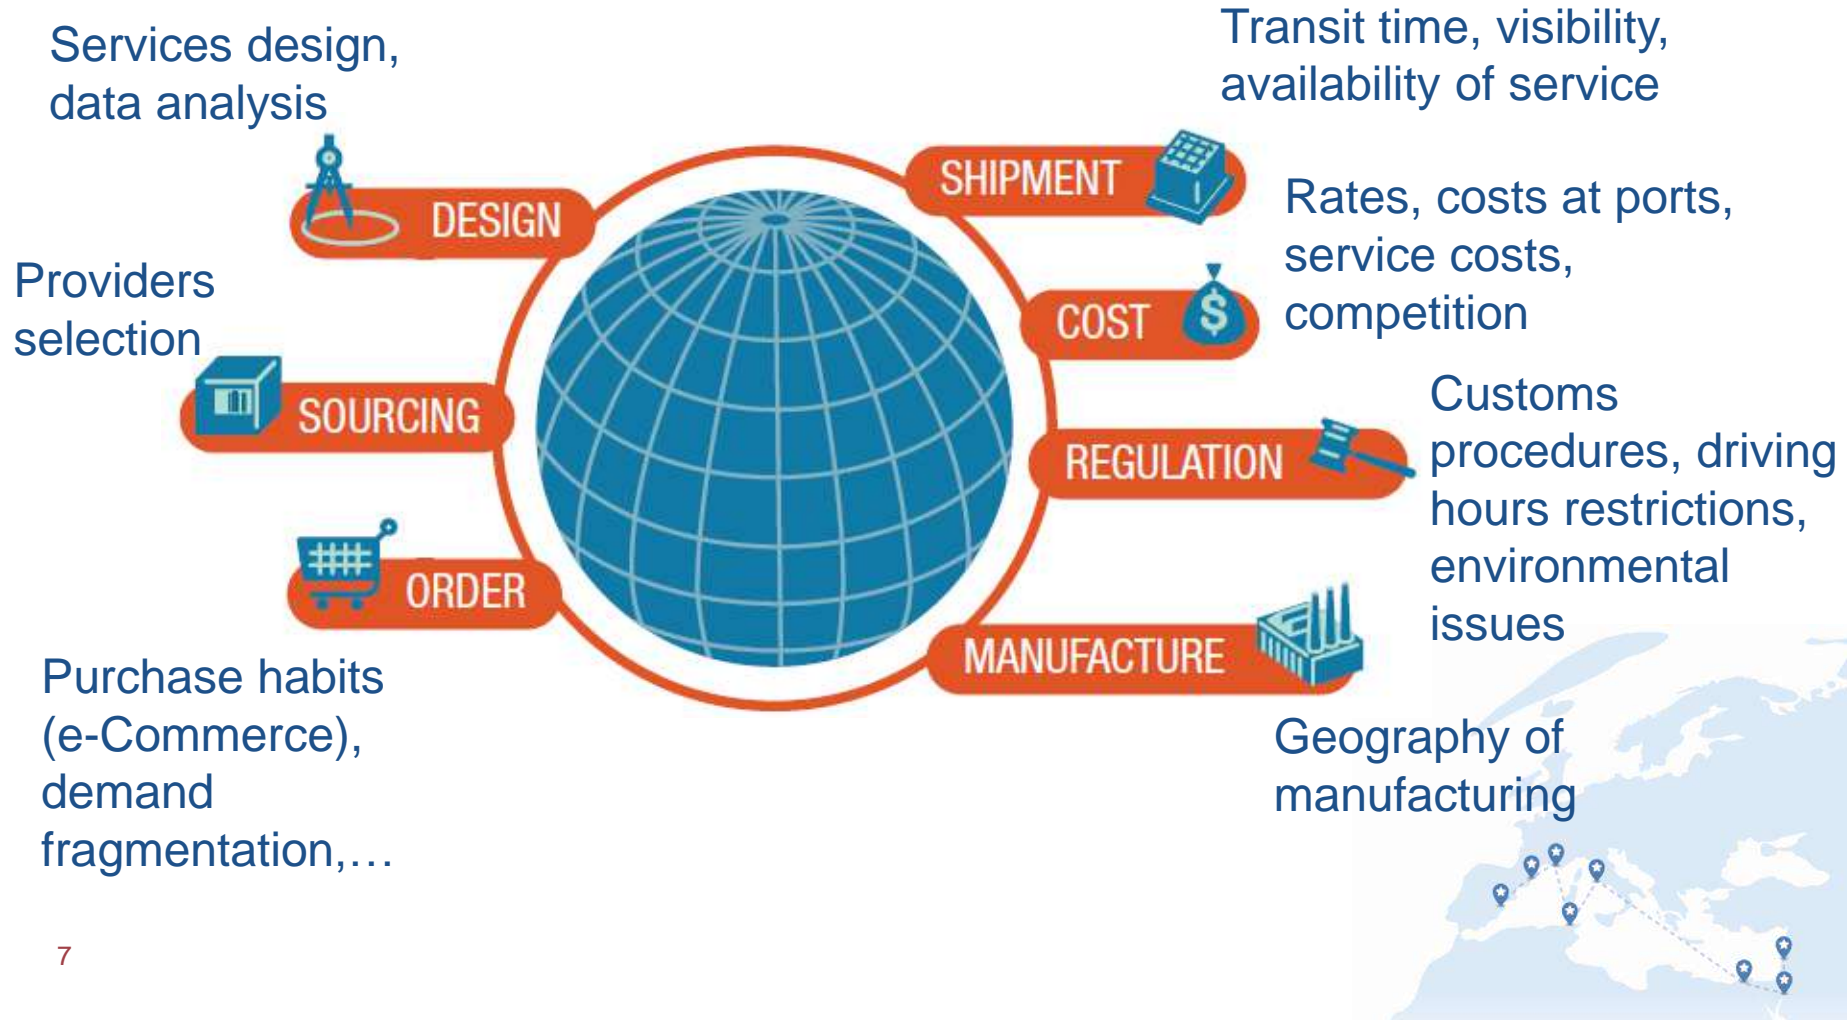 Services design,
data analysis
DESIGN
Providers
selection
SOURCING
ORDER
Purchase habits
(e-Commerce),
demand
fragmentation,…
Transit time, visibility,
availability of service
SHIPMENT
Rates, costs at ports,
service costs,
competition
COST
$
Customs
procedures, driving
hours restrictions,
environmental
issues
REGULATION
MANUFACTURE
Geography of
manufacturing
7